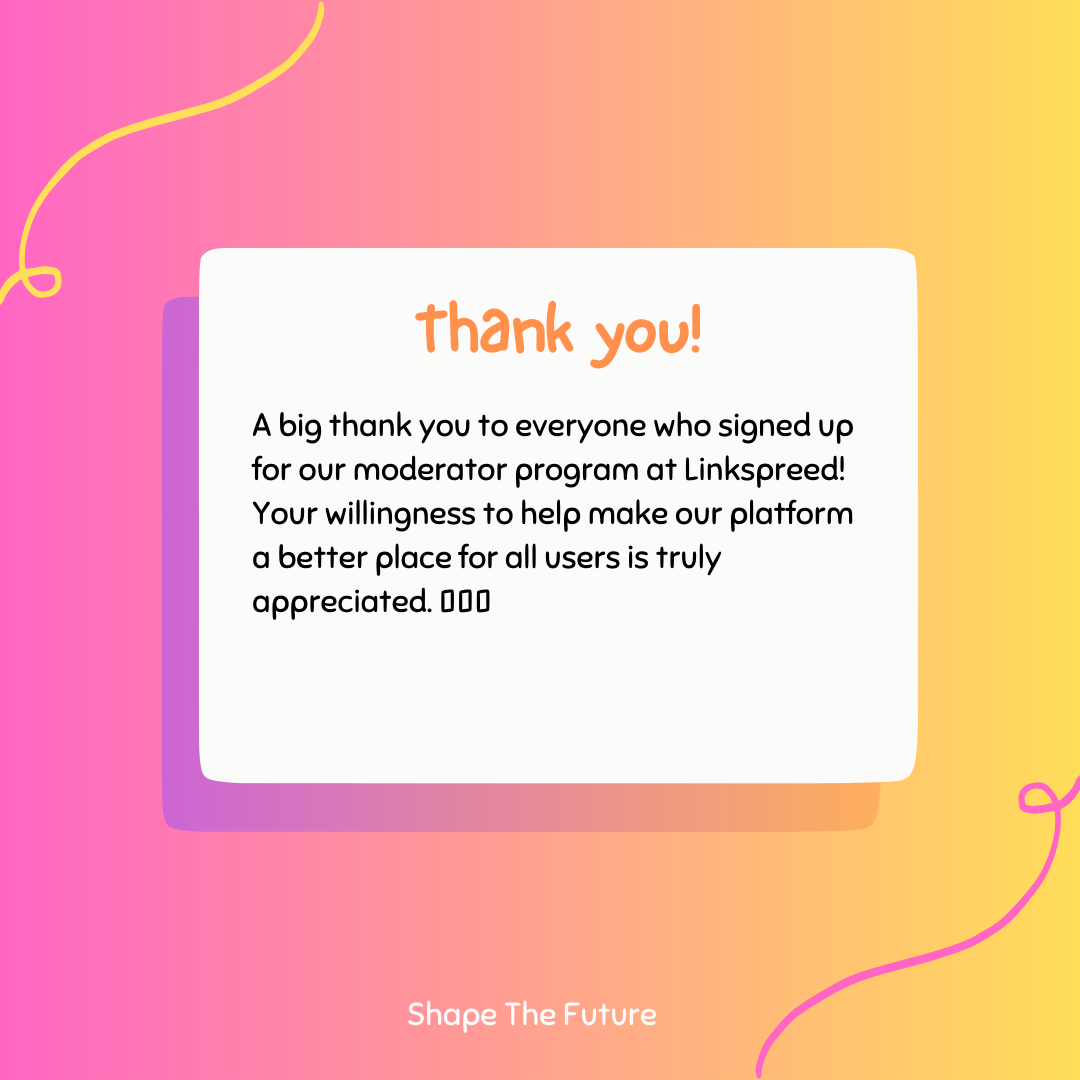 thank you!
A big thank you to everyone who signed up
for our moderator program at Linkspreed!
Your willingness to help make our platform
a better place for all users is truly
appreciated. 
Shape The Future